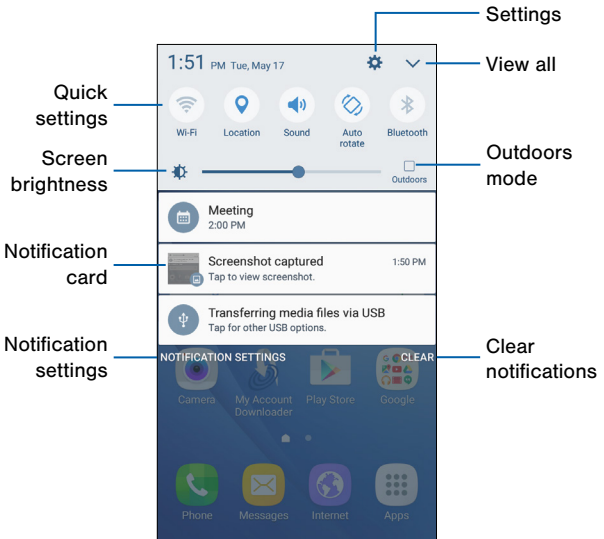 Settings
1:51 PM Tue, May 17
View all
Quick
settings
Wi-Fi
Location
Sound
Auto
rotate
Bluetooth
Screen
brightness
Outdoors
Outdoors
mode
Meeting
2:00 PM
Notification
card
Screenshot captured
1:50 PM
Tap to view screenshot.
Transferring media files via USB
Tap for other USB options.
Notification
settings
NOTIFICATION SETTINGS
CLEAR
Clear
notifications
Camera
My Account
Downloader
Play Store
Google
Phone
Messages
Internet
Apps